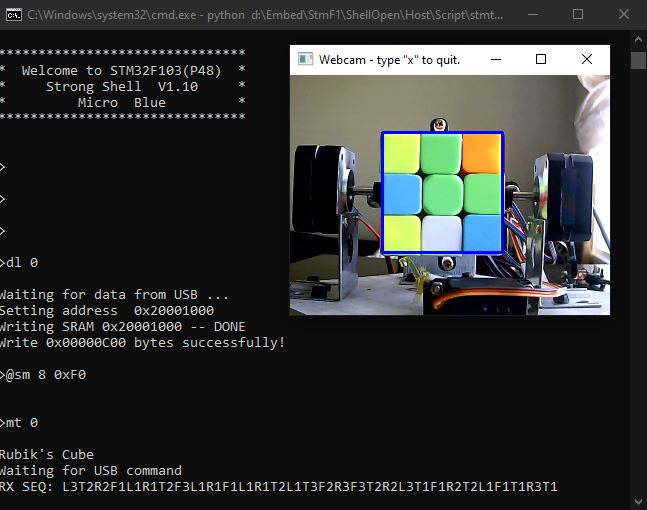 C:\Windows\system32\cmd.exe - python  d:\Embed\StmF1\ShellOpen\Host\Script\stmt...
*******************************
*  Welcome to STM32F103(P48)  *
*     Strong Shell  V1.10     *
*         Micro  Blue         *
*******************************
>
>
>
>dl 0
Waiting for data from USB ...
Setting address  0x20001000
Writing SRAM 0x20001000 -- DONE
Write 0x00000C00 bytes successfully!
>@sm 8 0xF0
>mt 0
Rubik's Cube
Waiting for USB command
RX SEQ: L3T2R2F1L1R1T2F3L1R1F1L1R1T2L1T3F2R3F3T2R2L3T1F1R2T2L1F1T1R3T1
Webcam - type "x" to quit.